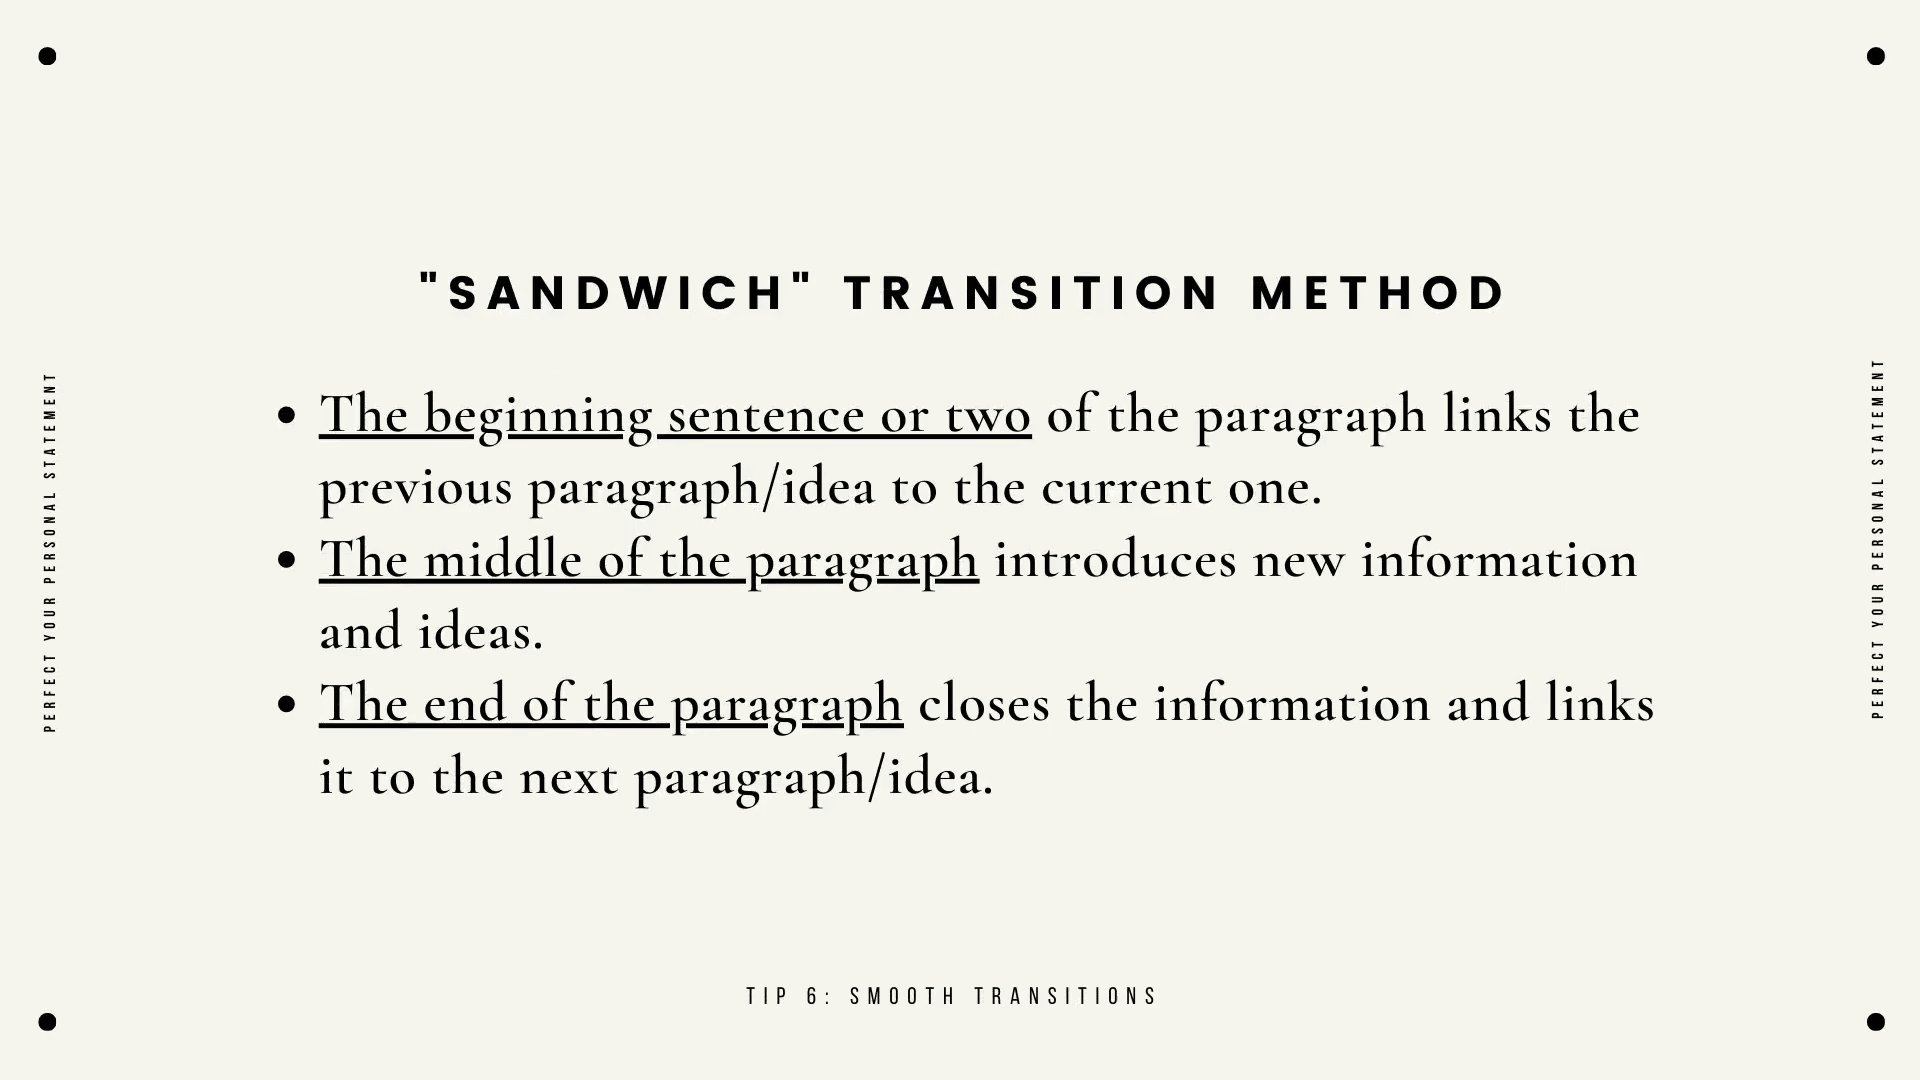 "SANDWICH" TRANSITION METHOD
PERFECT YOUR PERSONAL STATEMENT
The beginning sentence or two of the paragraph links the
previous paragraph/idea to the current one.
The middle of the paragraph introduces new information
and ideas.
The end of the paragraph closes the information and links
it to the next paragraph/idea.
PERFECT YOUR PERSONAL STATEMENT
TIP 6: SMOOTH TRANSITIONS